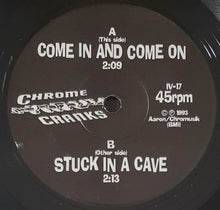 A
(This side)
COME IN AND COME ON
2:09
CHROME
CRANKS
IV-17
45rpm
℗ © 1993
Aaron/Chromusik
(BMI)
B
(Other side)
STUCK IN A CAVE
2:13